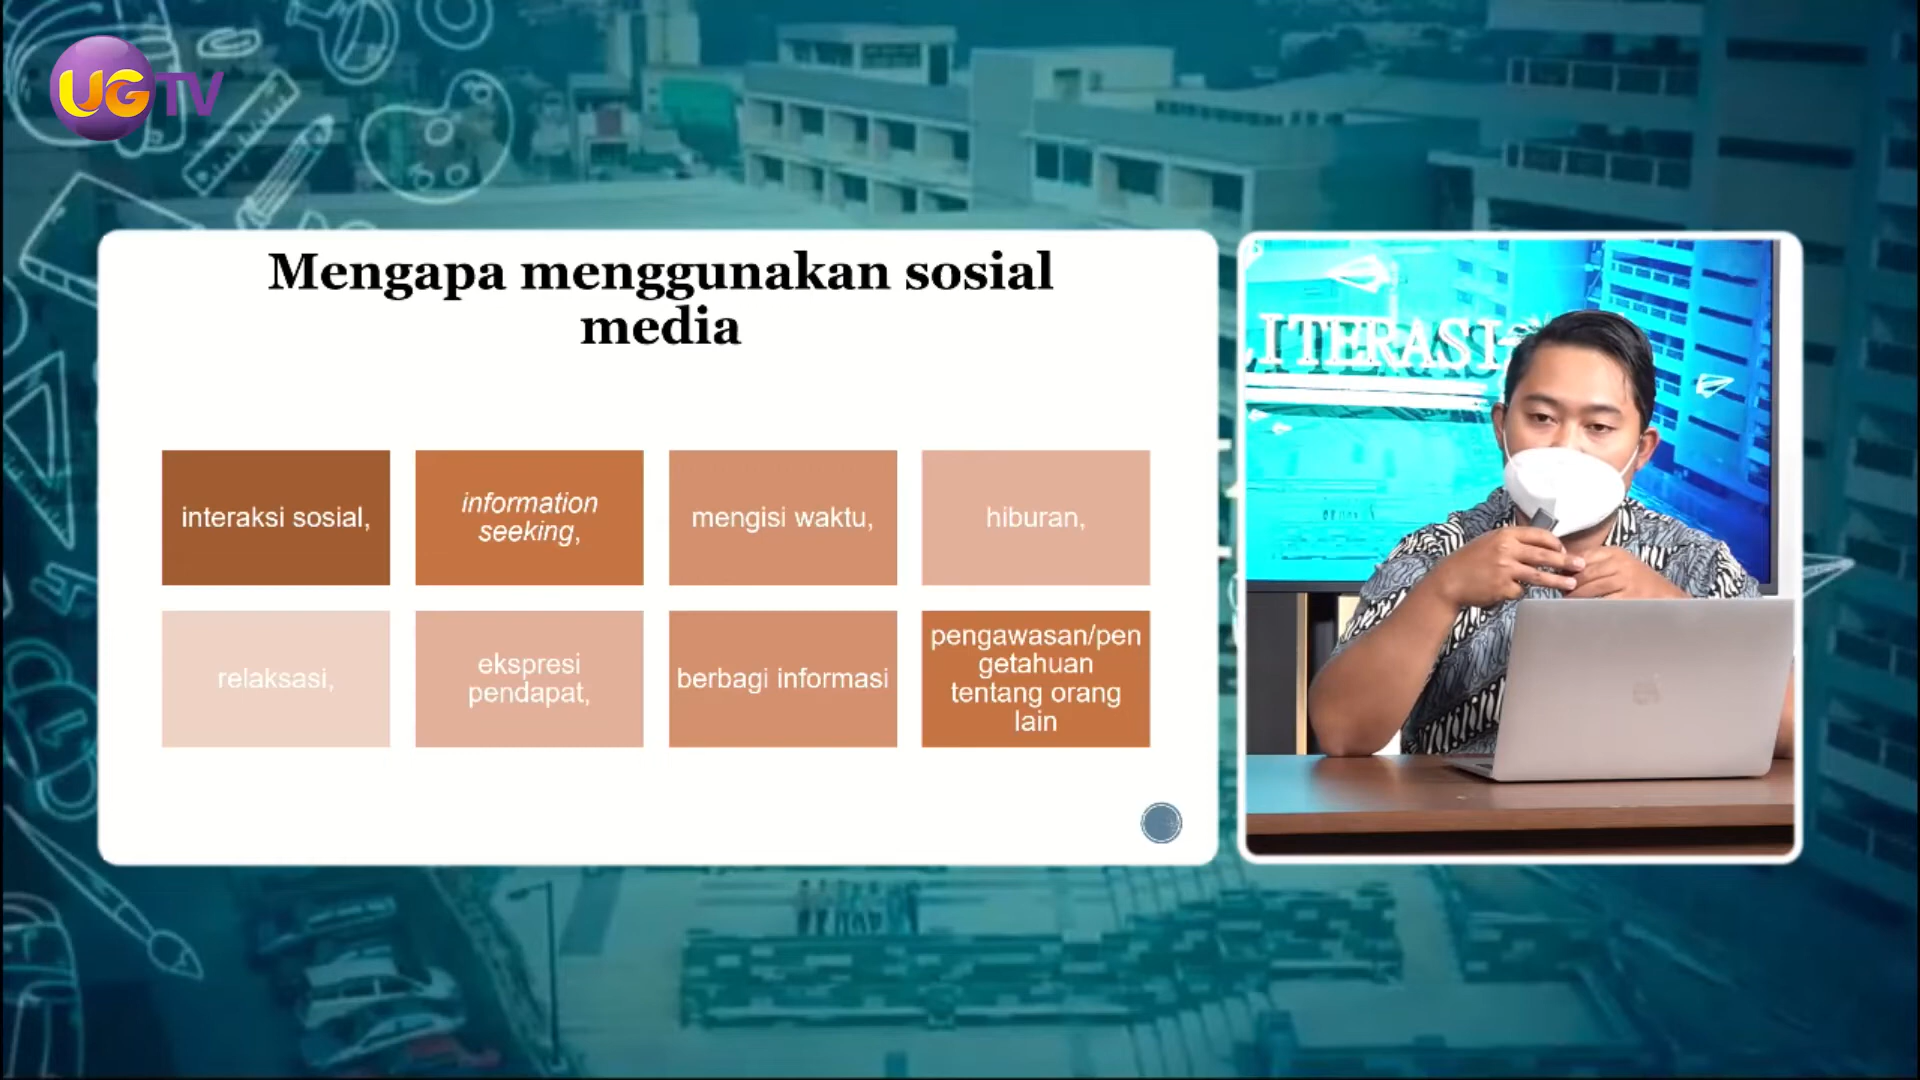 UGTV
Mengapa menggunakan sosial
media
interaksi sosial,
information
seeking,
mengisi waktu,
hiburan,
relaksasi,
ekspresi
pendapat,
berbagi informasi
pengawasan/pen
getahuan
tentang orang
lain
LITERASI